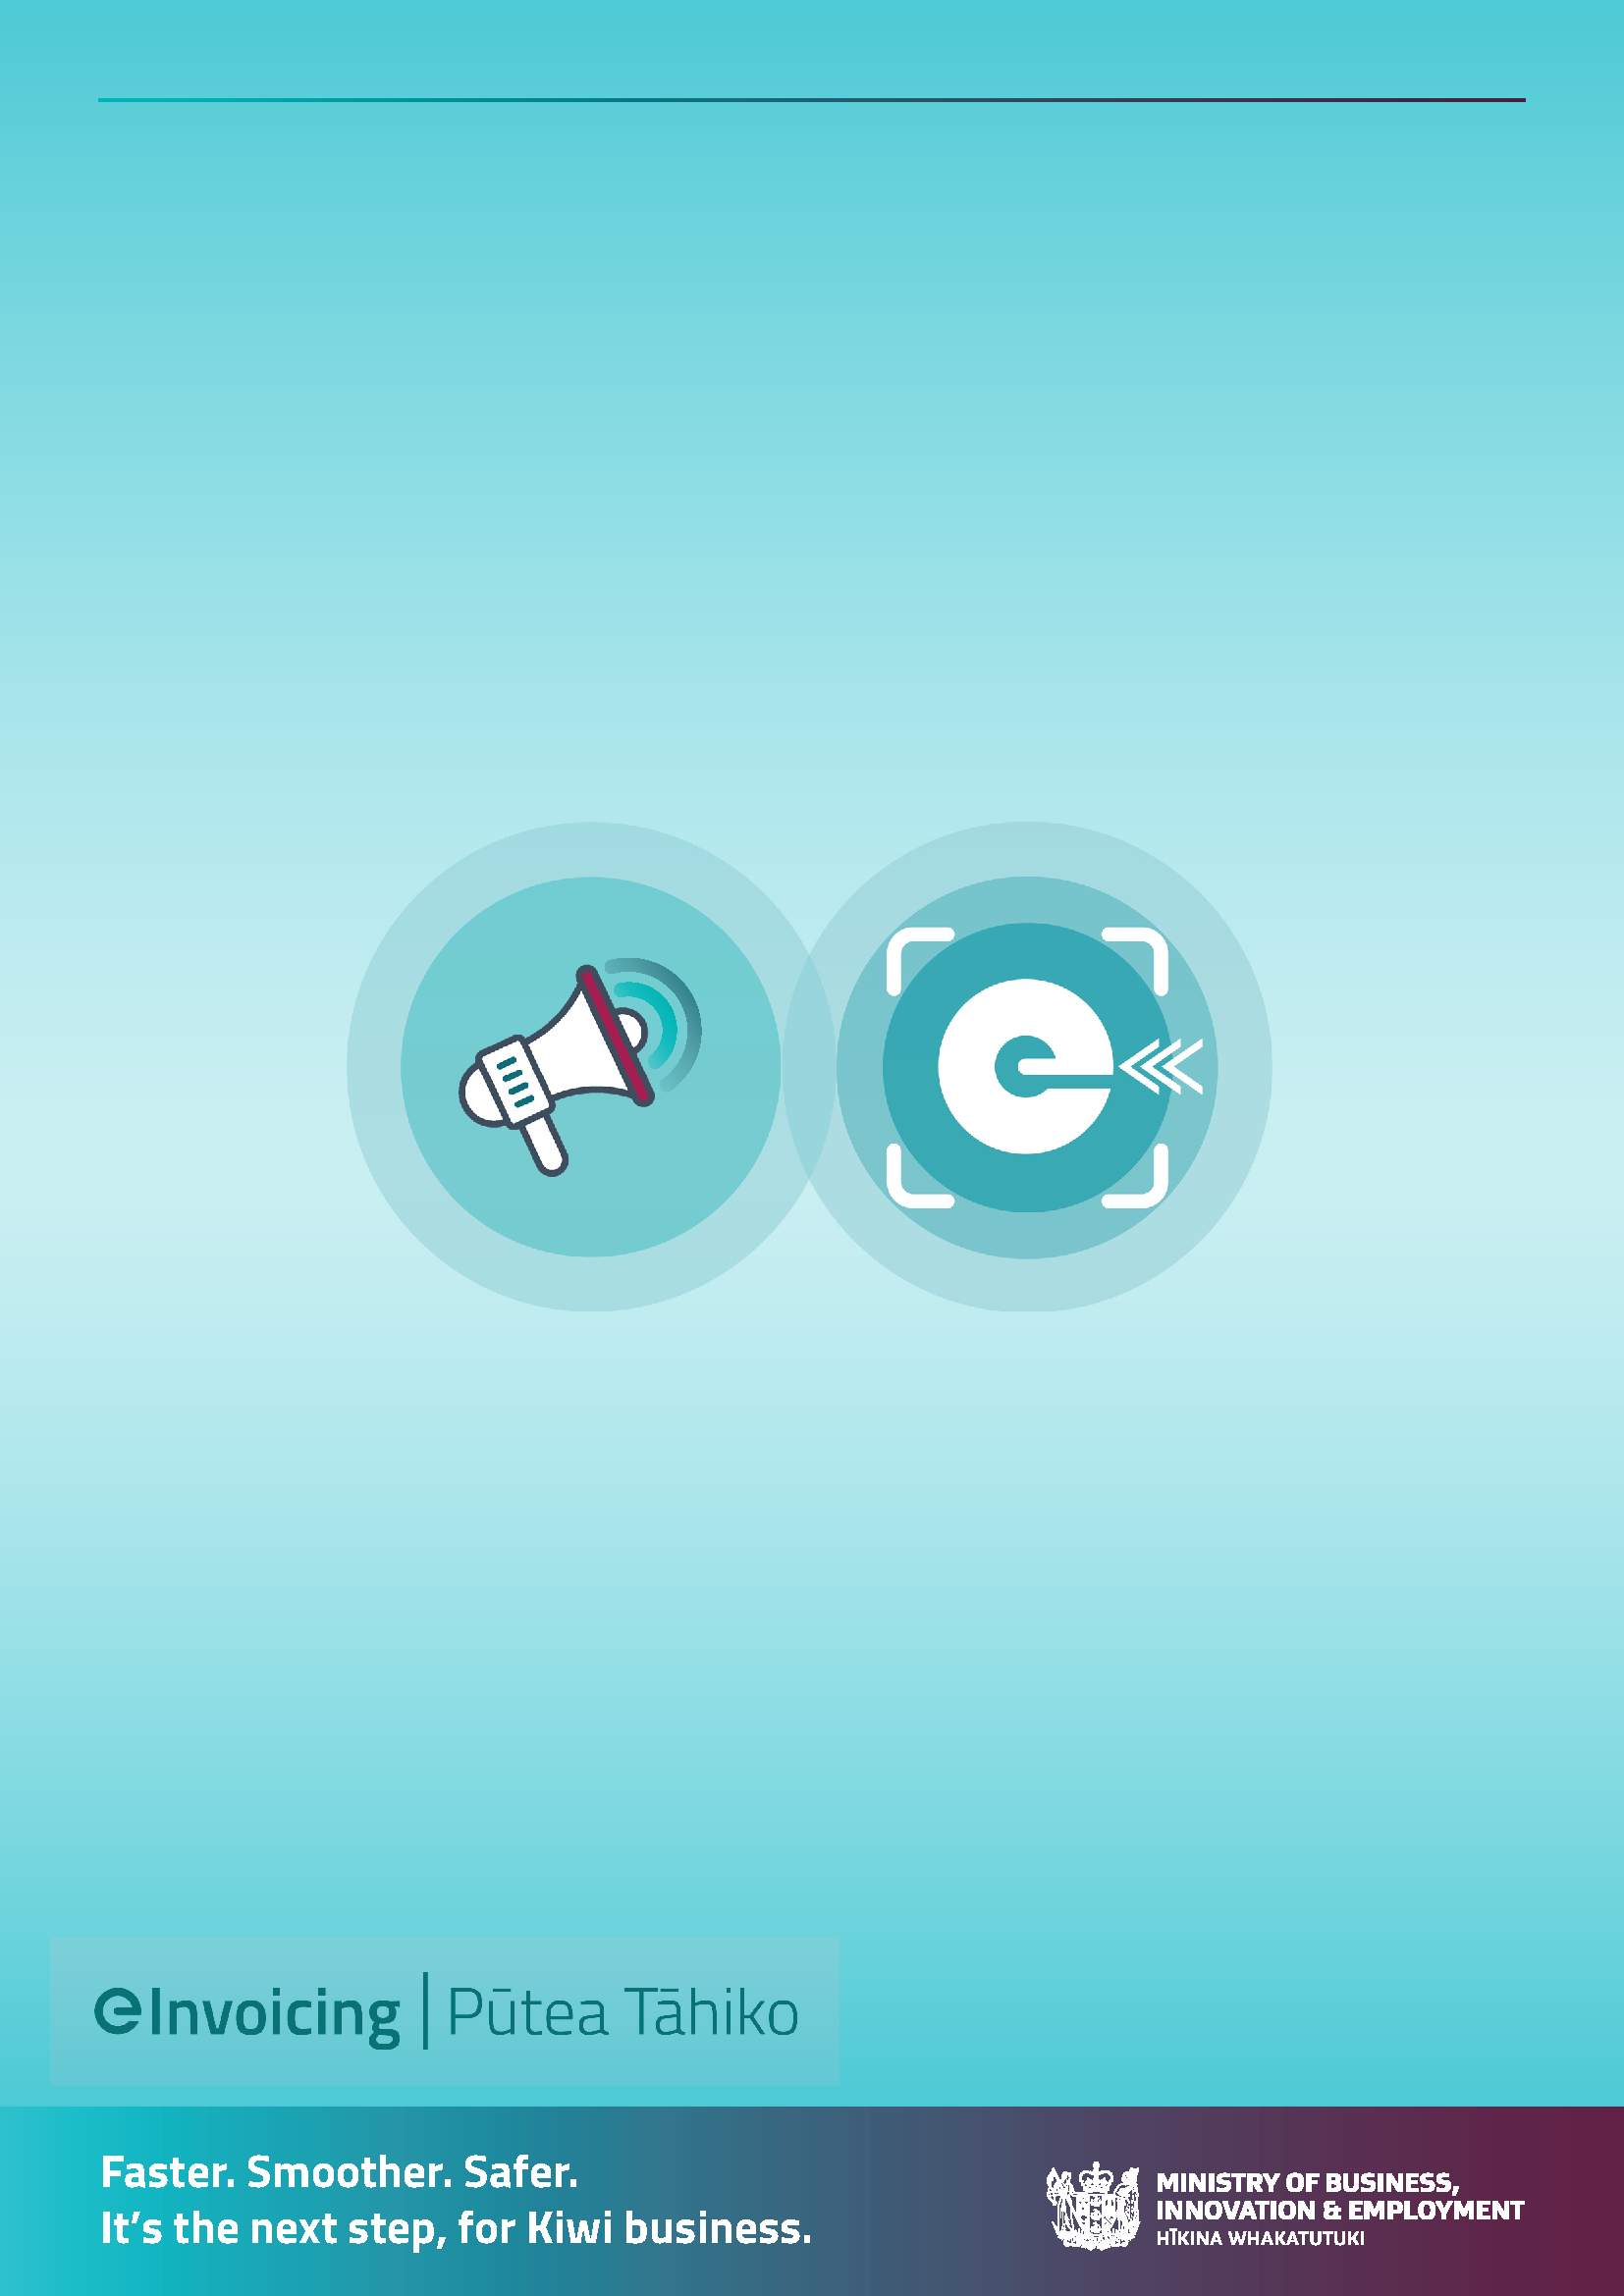 eInvoicing | Pūtea Tāhiko
Faster. Smoother. Safer.
It’s the next step, for Kiwi business.
MINISTRY OF BUSINESS,
INNOVATION & EMPLOYMENT
HĪKINA WHAKATUTUKI